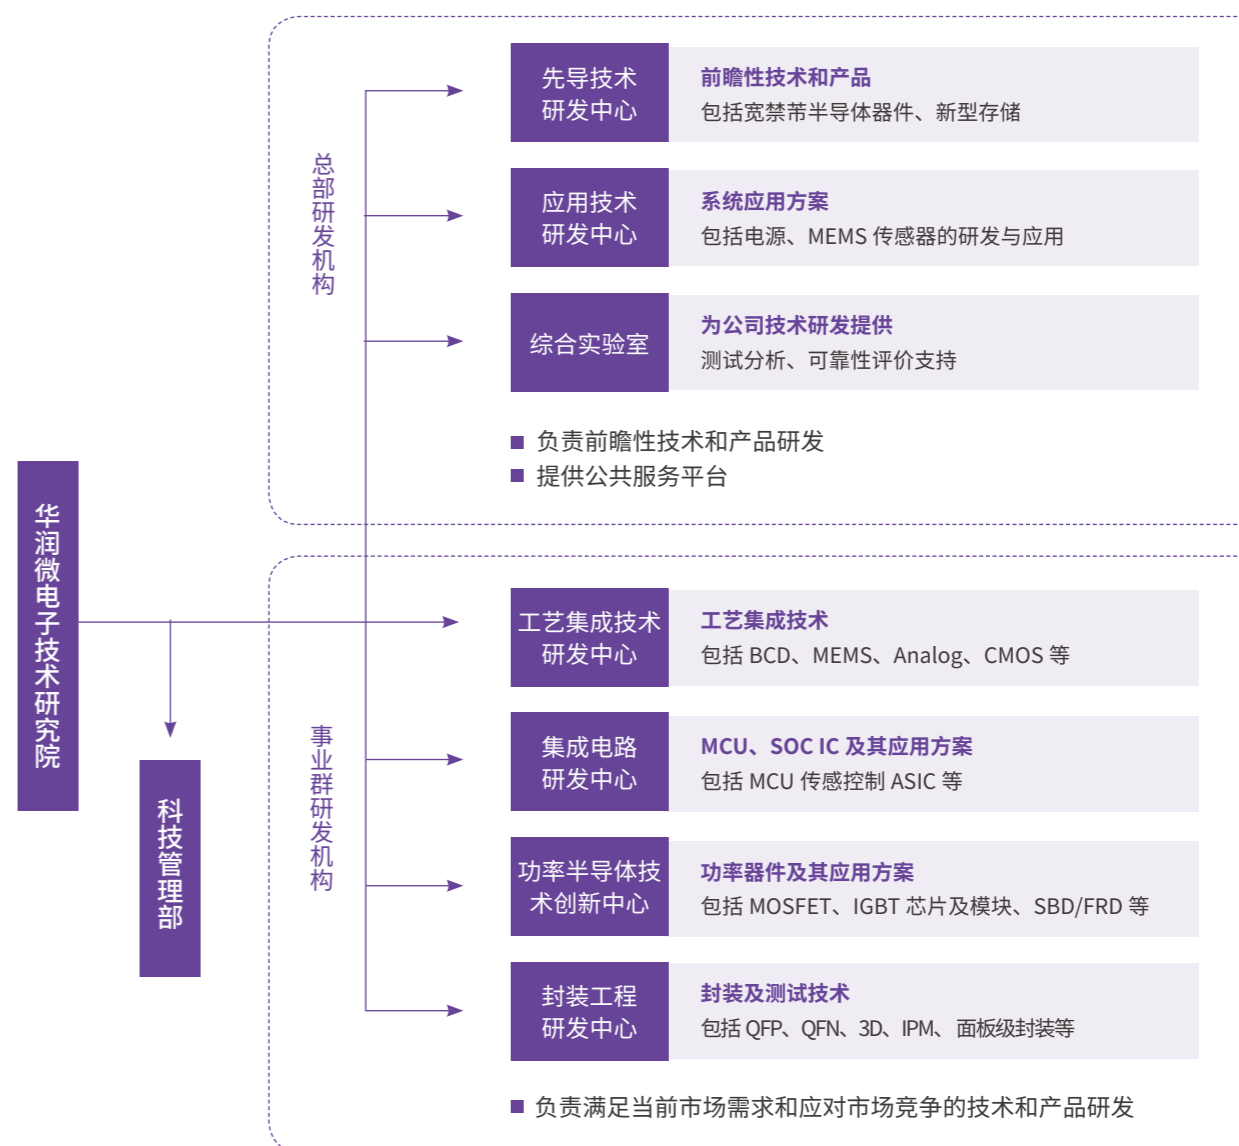 华润微电子技术研究院
科技管理部
总部研发机构
先导技术
研发中心
前瞻性技术和产品
包括宽禁带半导体器件、新型存储
应用技术
研发中心
系统应用方案
包括电源、MEMS 传感器的研发与应用
综合实验室
为公司技术研发提供
测试分析、可靠性评价支持
负责前瞻性技术和产品研发
提供公共服务平台
事业群研发机构
工艺集成技术
研发中心
工艺集成技术
包括 BCD、MEMS、Analog、CMOS 等
集成电路
研发中心
MCU、SOC IC 及其应用方案
包括 MCU 传感控制 ASIC 等
功率半导体技
术创新中心
功率器件及其应用方案
包括 MOSFET、IGBT 芯片及模块、SBD/FRD 等
封装工程
研发中心
封装及测试技术
包括 QFP、QFN、3D、IPM、 面板级封装等
负责满足当前市场需求和应对市场竞争的技术和产品研发